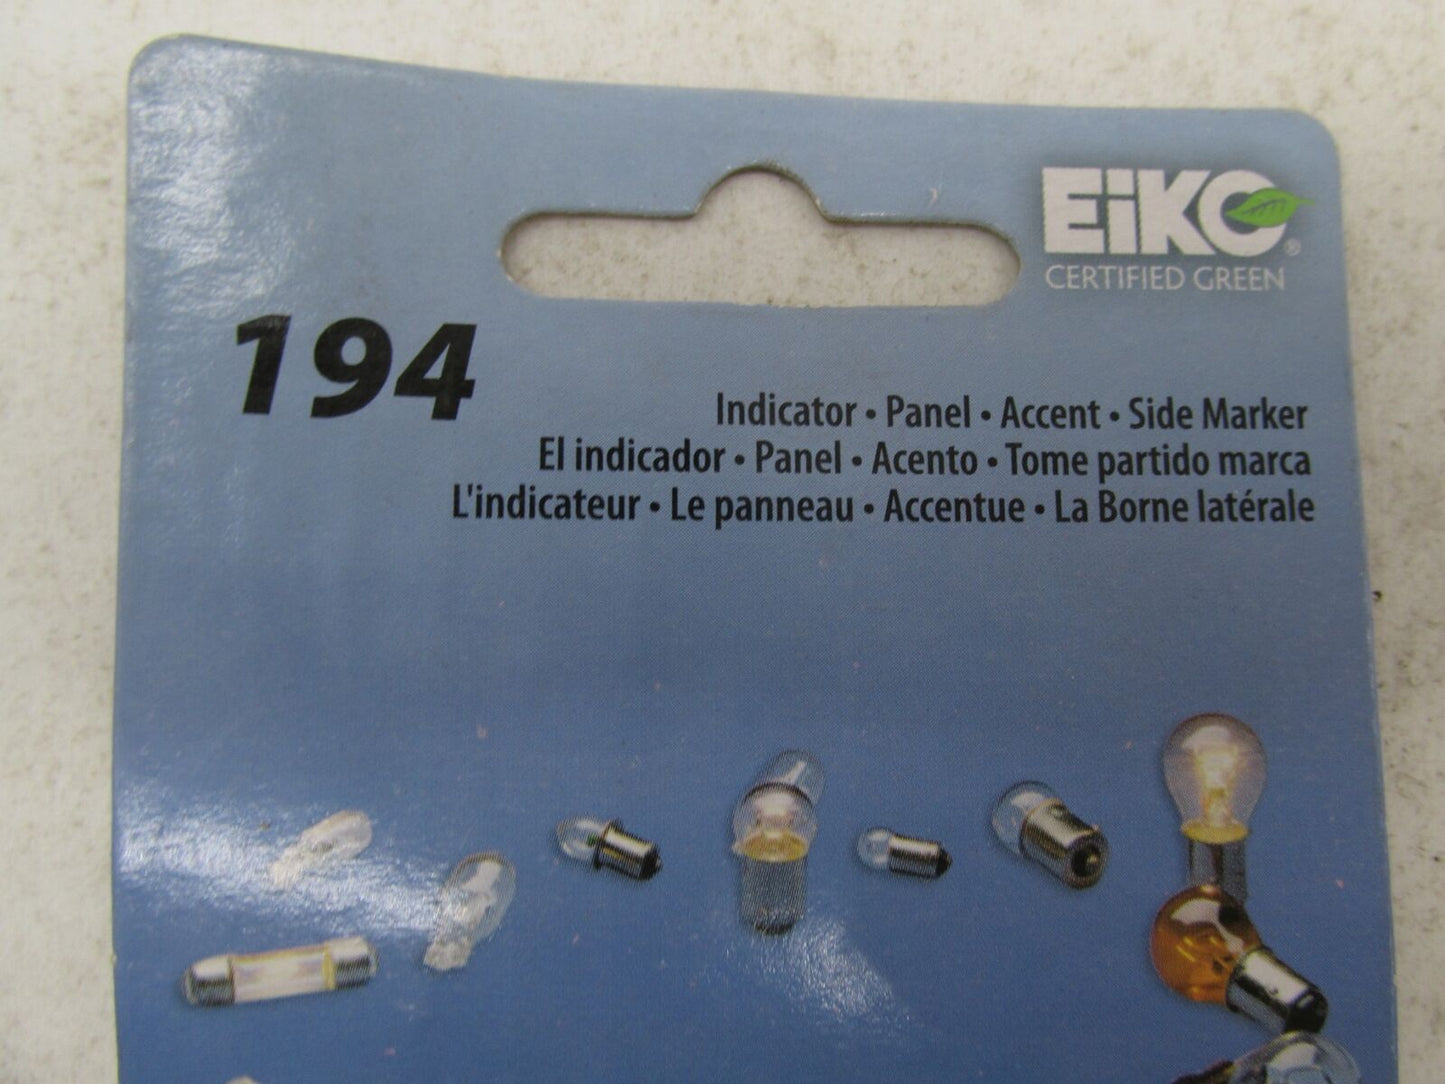 EiKO®
CERTIFIED GREEN
194
Indicator • Panel • Accent • Side Marker
El indicador • Panel • Acento • Tome partido marca
L'indicateur • Le panneau • Accentue • La Borne latérale